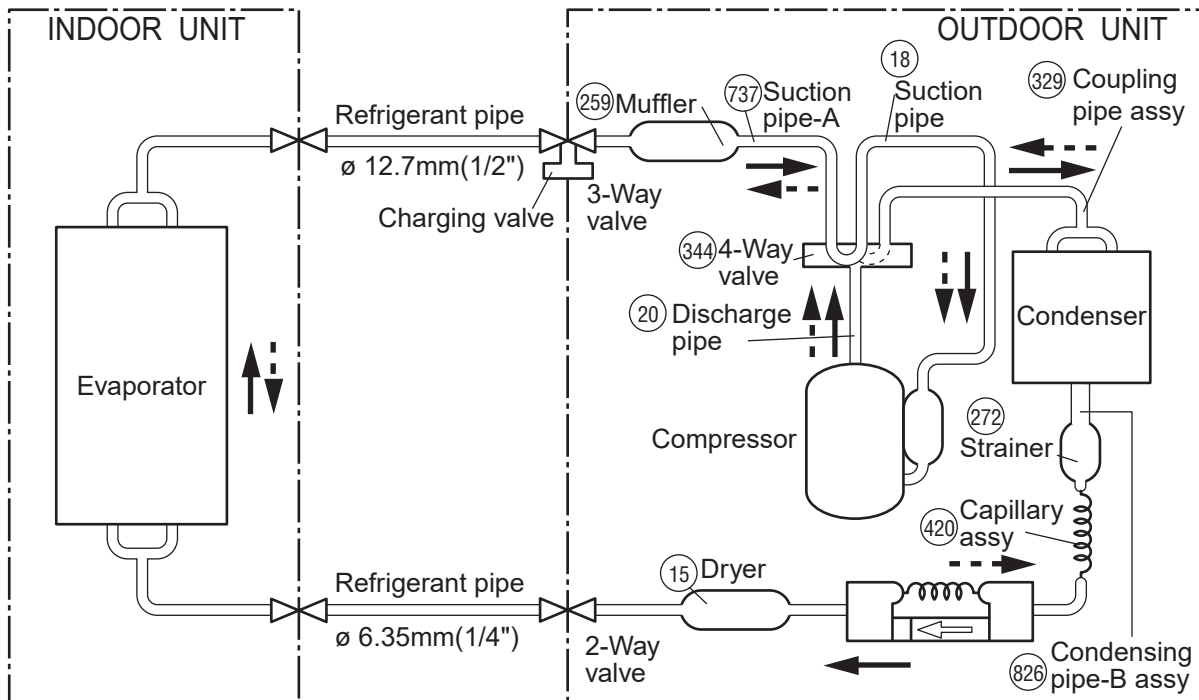 INDOOR UNIT
OUTDOOR UNIT
Refrigerant pipe
ø 12.7mm(1/2")
Charging valve
3-Way
valve
259 Muffler
737 Suction
pipe-A
18
Suction
pipe
329 Coupling
pipe assy
344 4-Way
valve
20 Discharge
pipe
Condenser
Evaporator
Compressor
272
Strainer
420 Capillary
assy
Refrigerant pipe
ø 6.35mm(1/4")
2-Way
valve
15 Dryer
826 Condensing
pipe-B assy